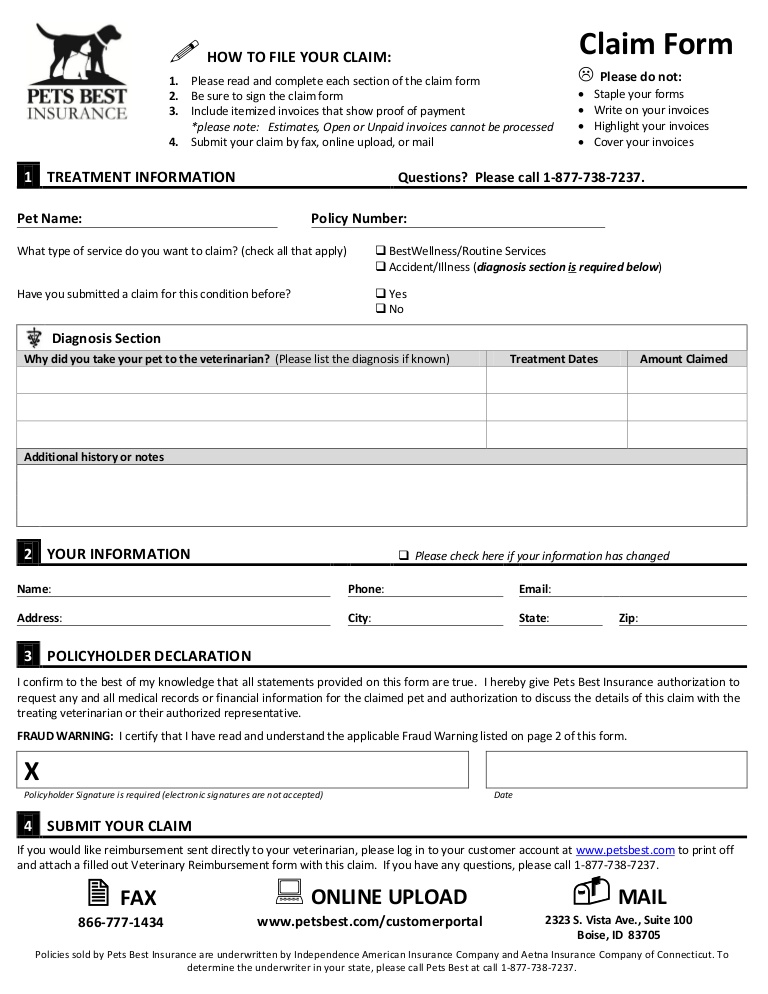 PETS BEST
INSURANCE
HOW TO FILE YOUR CLAIM:
1. Please read and complete each section of the claim form
2. Be sure to sign the claim form
3. Include itemized invoices that show proof of payment
*please note: Estimates, Open or Unpaid invoices cannot be processed
4. Submit your claim by fax, online upload, or mail
Claim Form
Please do not:
• Staple your forms
• Write on your invoices
• Highlight your invoices
• Cover your invoices
1 TREATMENT INFORMATION Questions? Please call 1-877-738-7237.
Pet Name: Policy Number:
What type of service do you want to claim? (check all that apply) ❑ BestWellness/Routine Services
❑ Accident/Illness (diagnosis section is required below)
Have you submitted a claim for this condition before? ❑ Yes
❑ No
Diagnosis Section
Why did you take your pet to the veterinarian? (Please list the diagnosis if known) Treatment Dates Amount Claimed
Additional history or notes
2 YOUR INFORMATION ❑ Please check here if your information has changed
Name: Phone: Email:
Address: City: State: Zip:
3 POLICYHOLDER DECLARATION
I confirm to the best of my knowledge that all statements provided on this form are true. I hereby give Pets Best Insurance authorization to
request any and all medical records or financial information for the claimed pet and authorization to discuss the details of this claim with the
treating veterinarian or their authorized representative.
FRAUD WARNING: I certify that I have read and understand the applicable Fraud Warning listed on page 2 of this form.
X
Policyholder Signature is required (electronic signatures are not accepted) Date
4 SUBMIT YOUR CLAIM
If you would like reimbursement sent directly to your veterinarian, please log in to your customer account at www.petsbest.com to print off
and attach a filled out Veterinary Reimbursement form with this claim. If you have any questions, please call 1-877-738-7237.
FAX
866-777-1434
ONLINE UPLOAD
www.petsbest.com/customerportal
MAIL
2323 S. Vista Ave., Suite 100
Boise, ID 83705
Policies sold by Pets Best Insurance are underwritten by Independence American Insurance Company and Aetna Insurance Company of Connecticut. To
determine the underwriter in your state, please call Pets Best at call 1-877-738-7237.